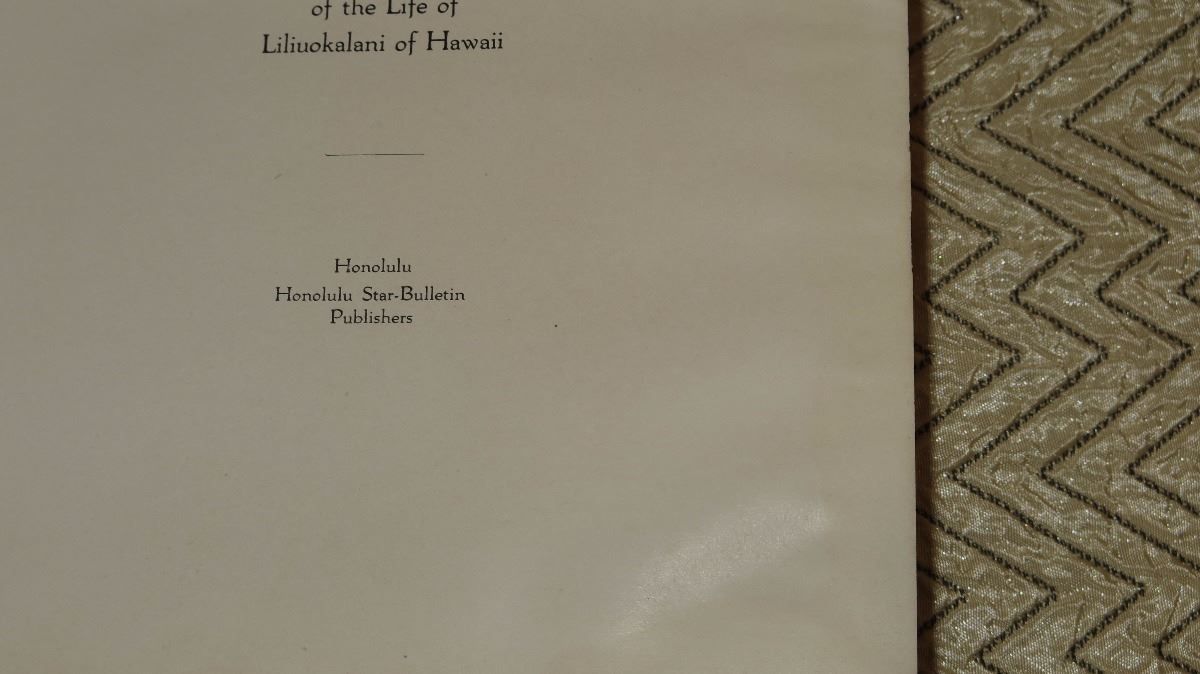 of the Life of
Liliuokalani of Hawaii
Honolulu
Honolulu Star-Bulletin
Publishers